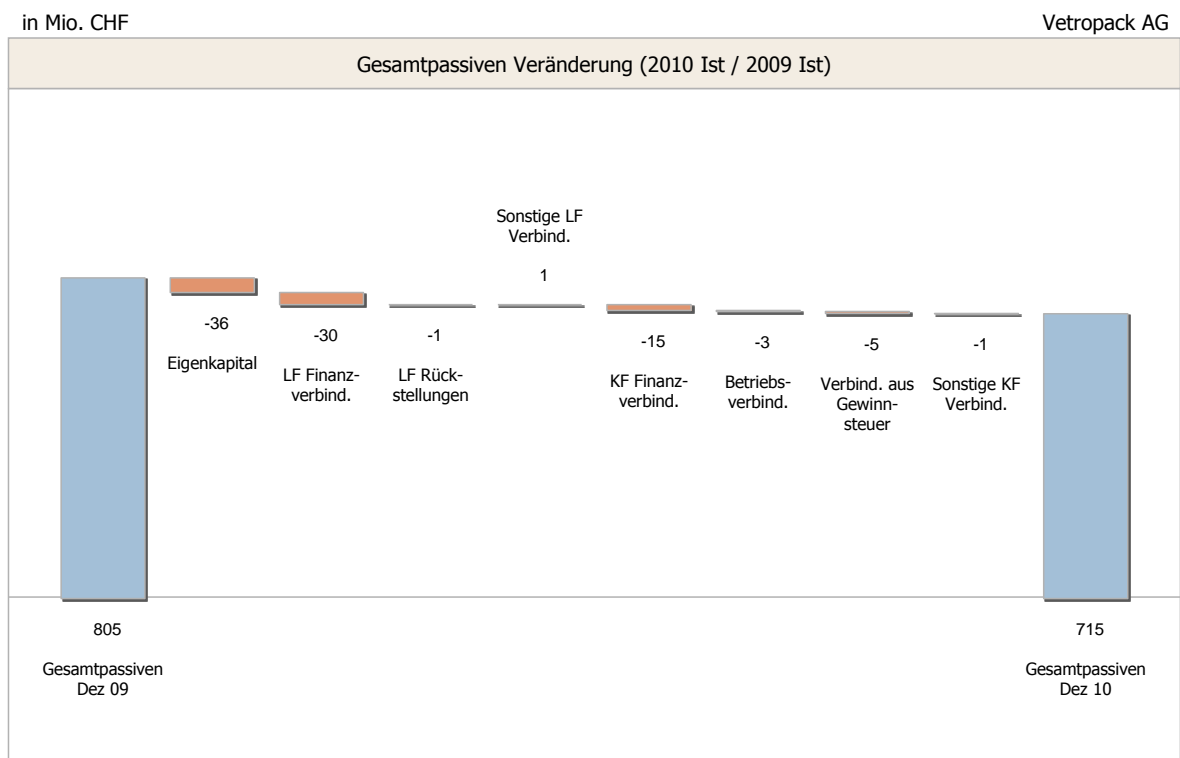 in Mio. CHF
Vetropack AG
Gesamtpassiven Veränderung (2010 Ist / 2009 Ist)
Sonstige LF
Verbind.
1
-36
Eigenkapital
-30
LF Finanz-
verbind.
-1
LF Rück-
stellungen
-15
KF Finanz-
verbind.
-3
Betriebs-
verbind.
-5
Verbind. aus
Gewinn-
steuer
-1
Sonstige KF
Verbind.
805
Gesamtpassiven
Dez 09
715
Gesamtpassiven
Dez 10